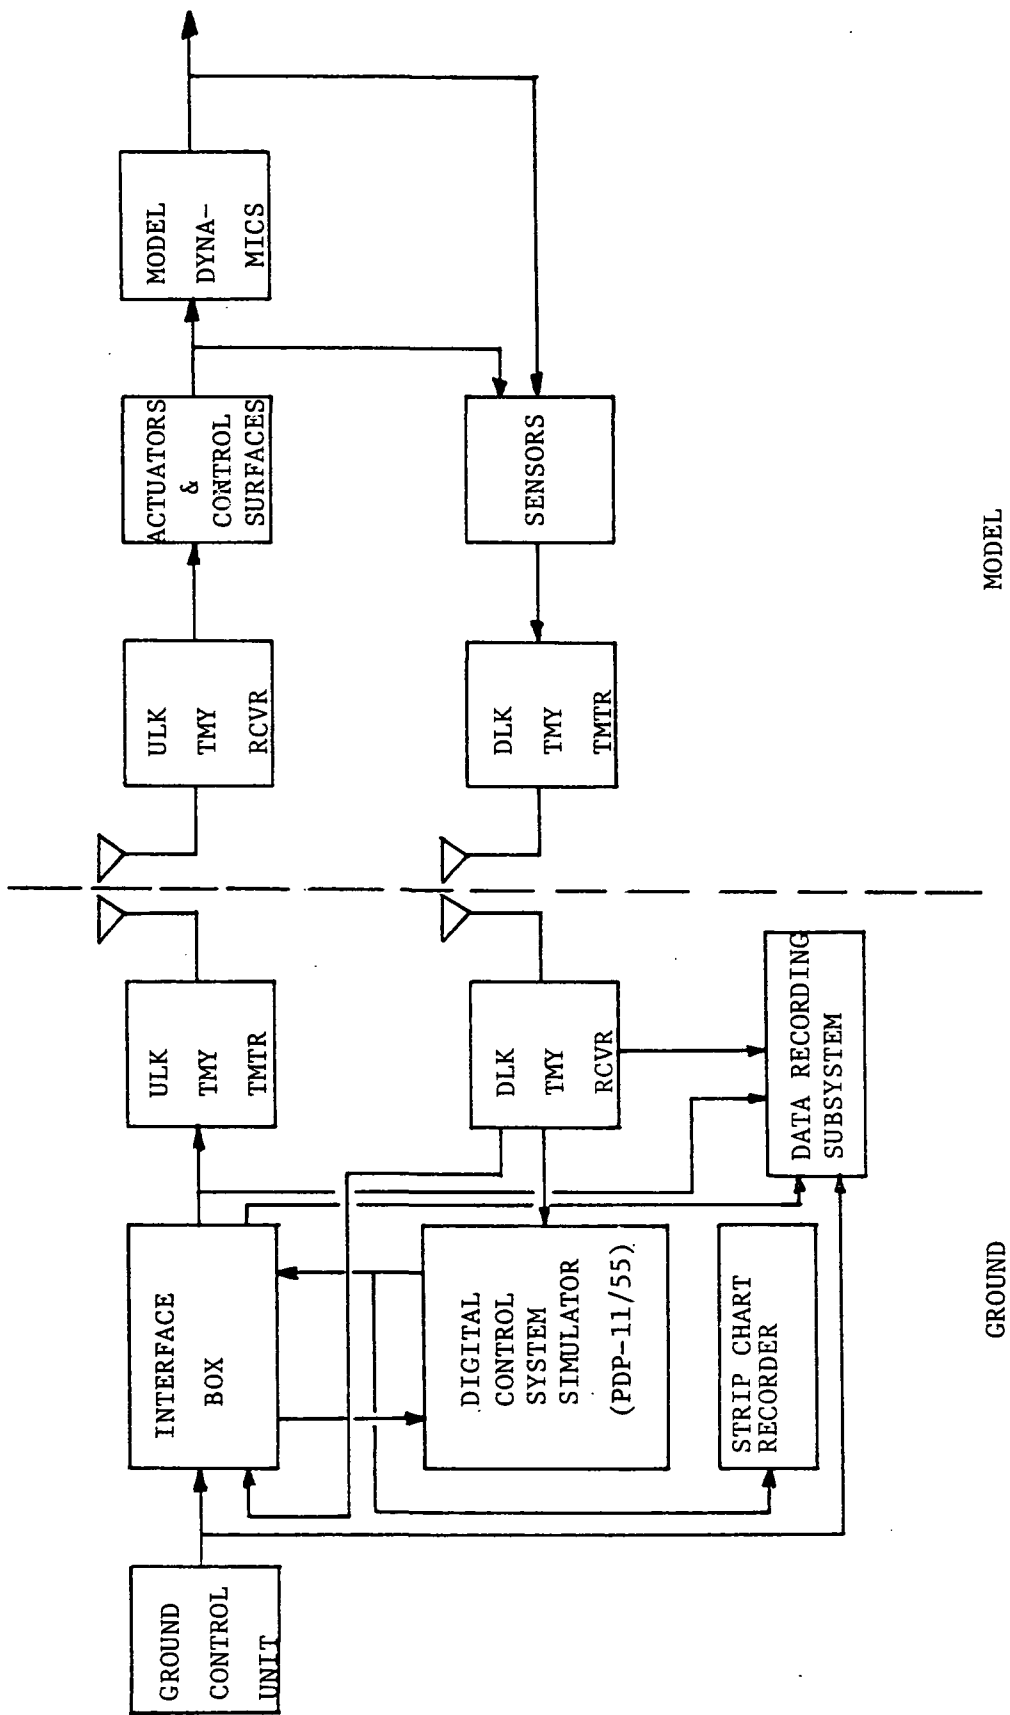 GROUND
CONTROL
UNIT
INTERFACE
BOX
ULK
TMY
TMTR
ULK
TMY
RCVR
ACTUATORS
&
CONTROL
SURFACES
MODEL
DYNA-
MICS
DIGITAL
CONTROL
SYSTEM
SIMULATOR
(PDP-11/55)
DLK
TMY
RCVR
DLK
TMY
TMTR
SENSORS
STRIP CHART
RECORDER
DATA RECORDING
SUBSYSTEM
GROUND
MODEL